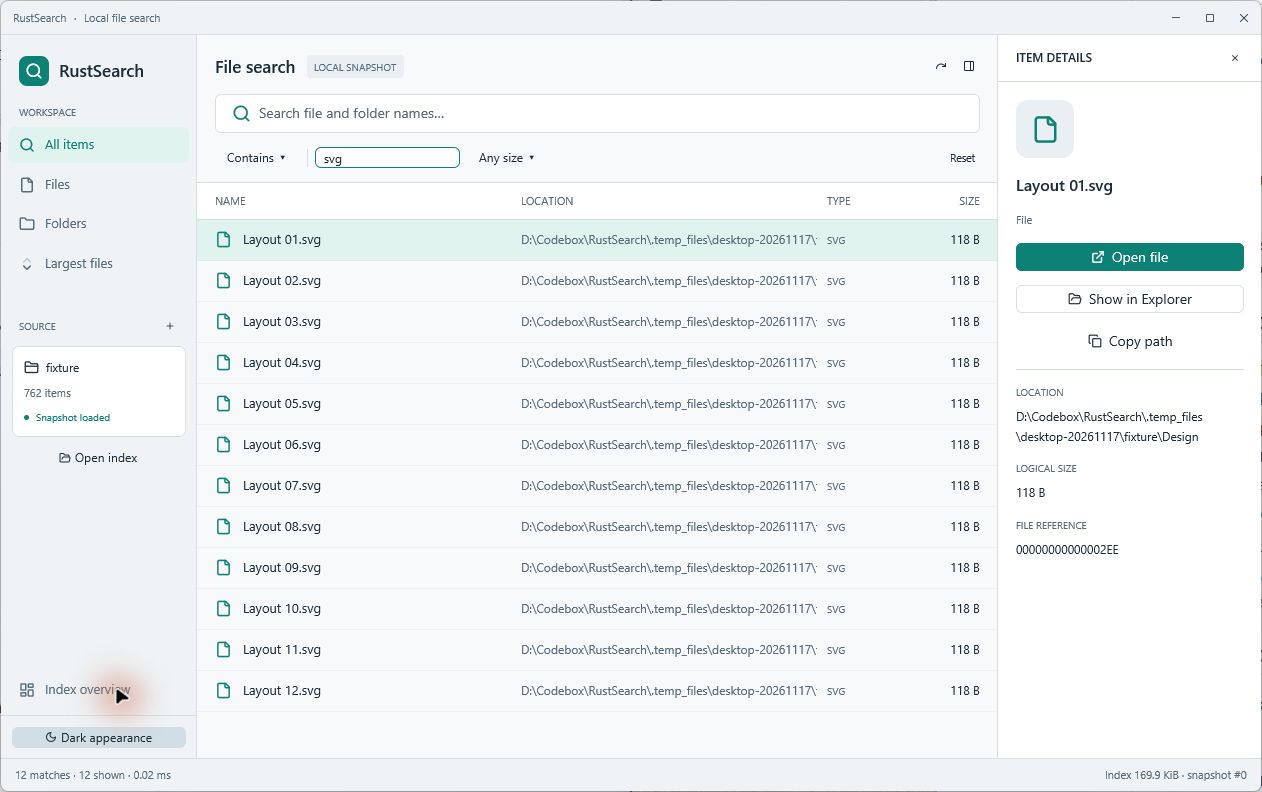 RustSearch · Local file search
RustSearch
WORKSPACE
All items
Files
Folders
Largest files
SOURCE +
fixture
762 items
Snapshot loaded
Open index
Index overview
Dark appearance
File search LOCAL SNAPSHOT
Search file and folder names...
Contains svg Any size Reset
NAME LOCATION TYPE SIZE
Layout 01.svg D:\Codebox\RustSearch\.temp_files\desktop-20261117\ SVG 118 B
Layout 02.svg D:\Codebox\RustSearch\.temp_files\desktop-20261117\ SVG 118 B
Layout 03.svg D:\Codebox\RustSearch\.temp_files\desktop-20261117\ SVG 118 B
Layout 04.svg D:\Codebox\RustSearch\.temp_files\desktop-20261117\ SVG 118 B
Layout 05.svg D:\Codebox\RustSearch\.temp_files\desktop-20261117\ SVG 118 B
Layout 06.svg D:\Codebox\RustSearch\.temp_files\desktop-20261117\ SVG 118 B
Layout 07.svg D:\Codebox\RustSearch\.temp_files\desktop-20261117\ SVG 118 B
Layout 08.svg D:\Codebox\RustSearch\.temp_files\desktop-20261117\ SVG 118 B
Layout 09.svg D:\Codebox\RustSearch\.temp_files\desktop-20261117\ SVG 118 B
Layout 10.svg D:\Codebox\RustSearch\.temp_files\desktop-20261117\ SVG 118 B
Layout 11.svg D:\Codebox\RustSearch\.temp_files\desktop-20261117\ SVG 118 B
Layout 12.svg D:\Codebox\RustSearch\.temp_files\desktop-20261117\ SVG 118 B
ITEM DETAILS
Layout 01.svg
File
Open file
Show in Explorer
Copy path
LOCATION
D:\Codebox\RustSearch\.temp_files
\desktop-20261117\fixture\Design
LOGICAL SIZE
118 B
FILE REFERENCE
00000000000002EE
12 matches · 12 shown · 0.02 ms
Index 169.9 KiB · snapshot #0